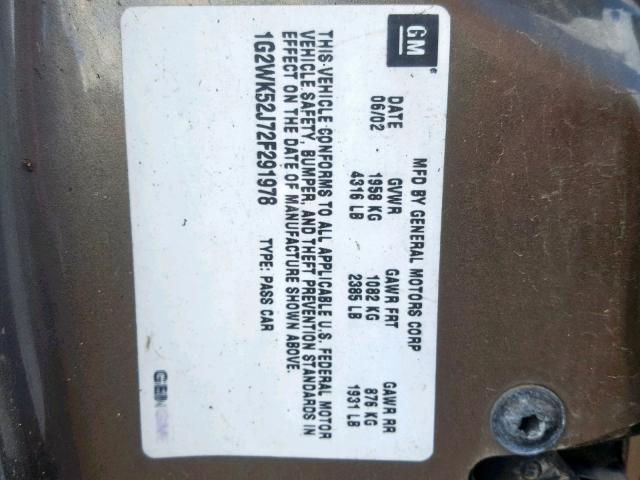 GM
MFD BY GENERAL MOTORS CORP
DATE GVWR GAWR FRT GAWR RR
06/02 1958 KG 1082 KG 876 KG
4316 LB 2385 LB 1931 LB
THIS VEHICLE CONFORMS TO ALL APPLICABLE U.S. FEDERAL MOTOR
VEHICLE SAFETY, BUMPER, AND THEFT PREVENTION STANDARDS IN
EFFECT ON THE DATE OF MANUFACTURE SHOWN ABOVE.
1G2WK52J72F291978 TYPE: PASS CAR